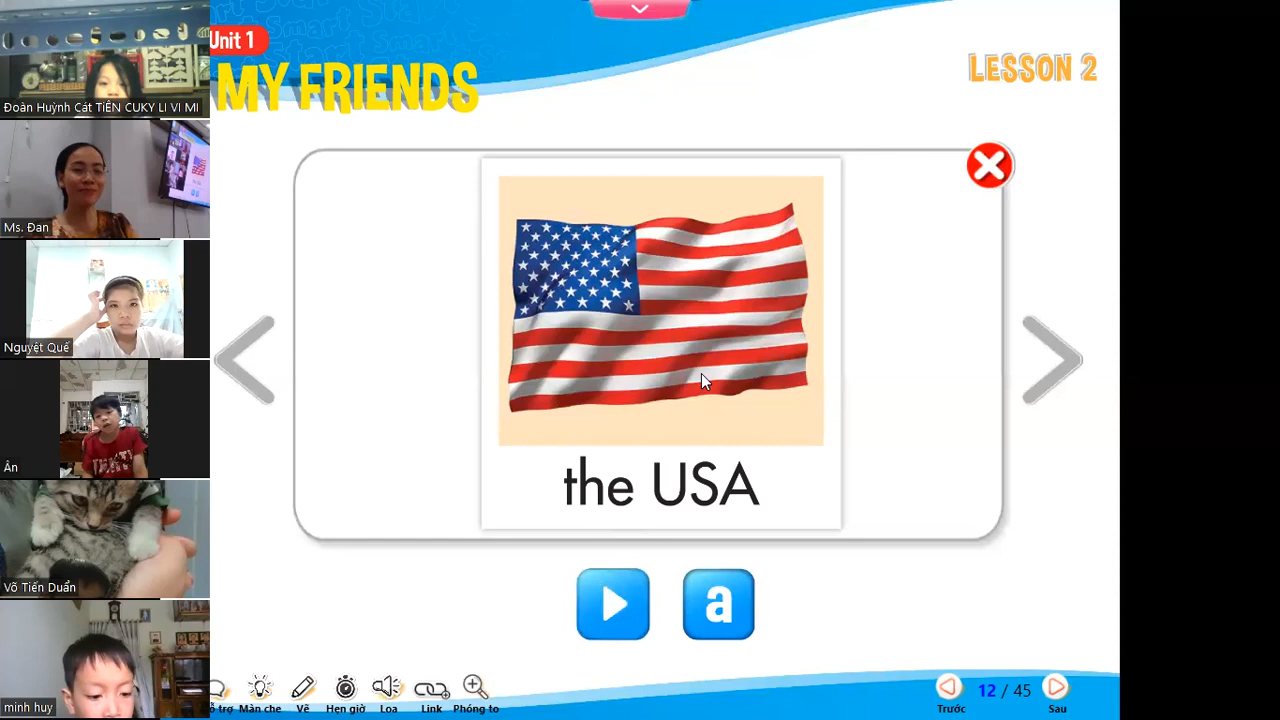 Unit 1
MY FRIENDS
LESSON 2
Đoàn Huỳnh Cát TiÊN CUKY LI VI MI
Ms. Đan
Nguyệt Quế
Ân
Võ Tiến Duẩn
minh huy
the USA
a
ỗ trợ
Màn che
Vẽ
Hẹn giờ
Loa
Link
Phóng to
Trước
12 / 45
Sau